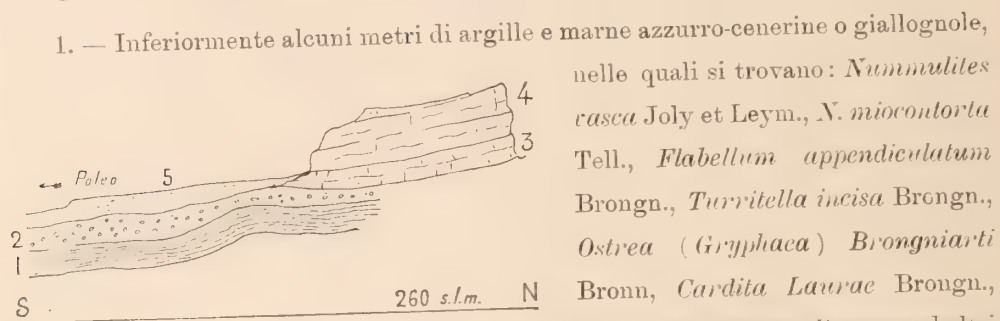 1. — Inferiormente alcuni metri di argille e marne azzurro-cenerine o giallognole,
nelle quali si trovano: Nummulites
vasca Joly et Leym., N. miocontorta
Tell., Flabellum appendiculatum
Brongn., Turritella incisa Brongn.,
Ostrea (Gryphaea) Brongniarti
Bronn, Cardita Laurae Brongn.,
4
3
Poleo 5
2
1
S 260 s.l.m. N